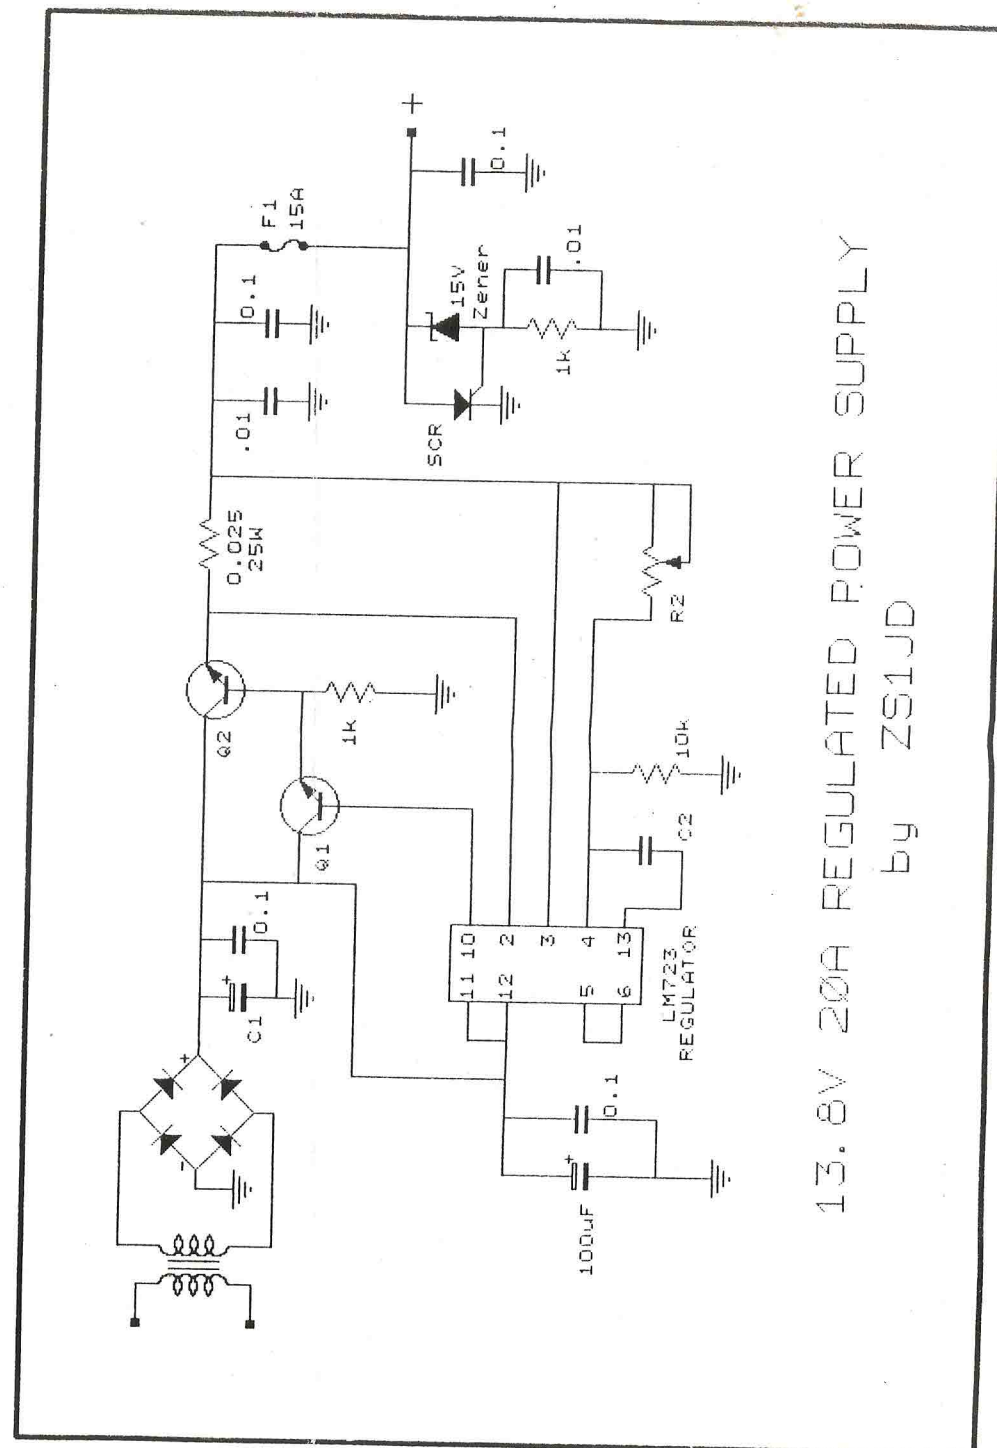 +
F1
15A
0.1
.01
0.1
15V
Zener
.01
1k
SCR
0.025
25W
Q2
1k
Q1
+
0.1
C1
+
-
R2
10k
C2
11 10
12 2
3
5 4
6 13
LM723
REGULATOR
0.1
+
100uF
13.8V 20A REGULATED POWER SUPPLY
by ZS1JD